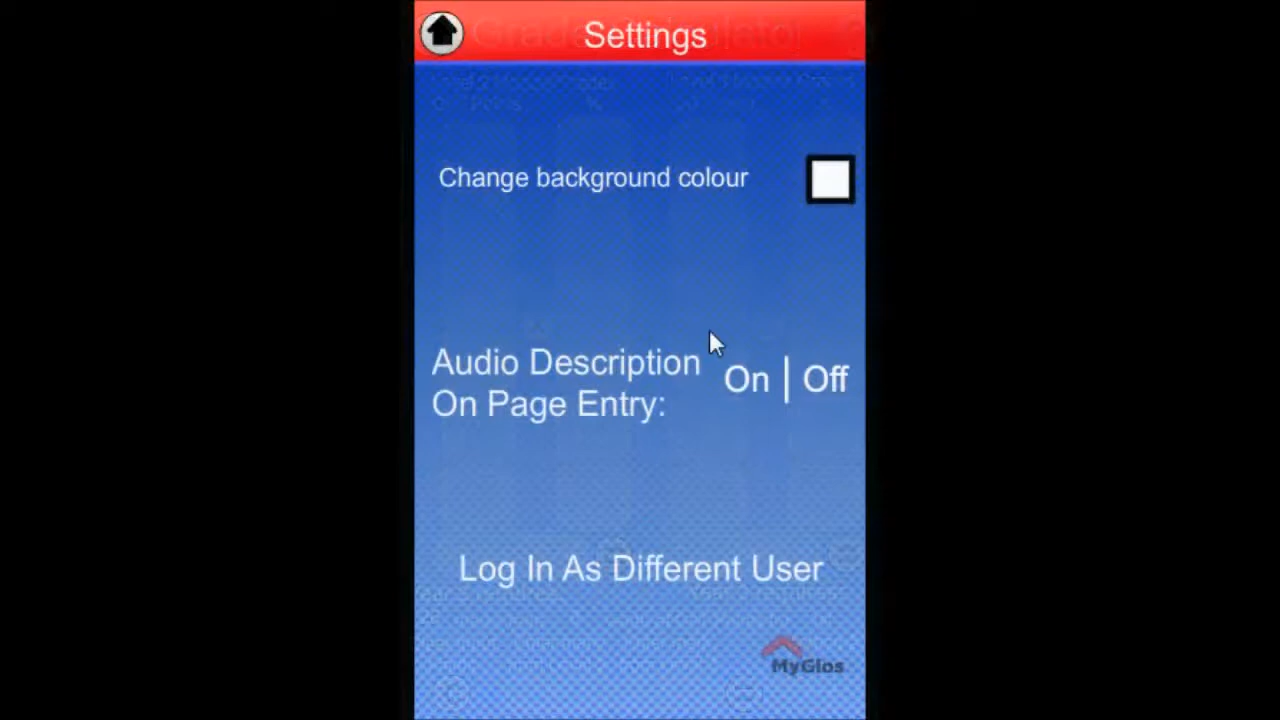 Settings
Change background colour
Audio Description
On Page Entry:
On | Off
Log In As Different User
MyGlos